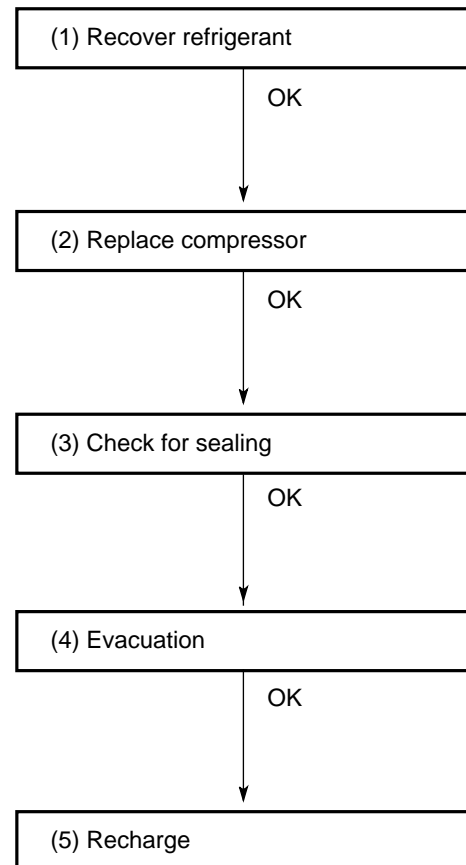 (1) Recover refrigerant
OK
(2) Replace compressor
OK
(3) Check for sealing
OK
(4) Evacuation
OK
(5) Recharge